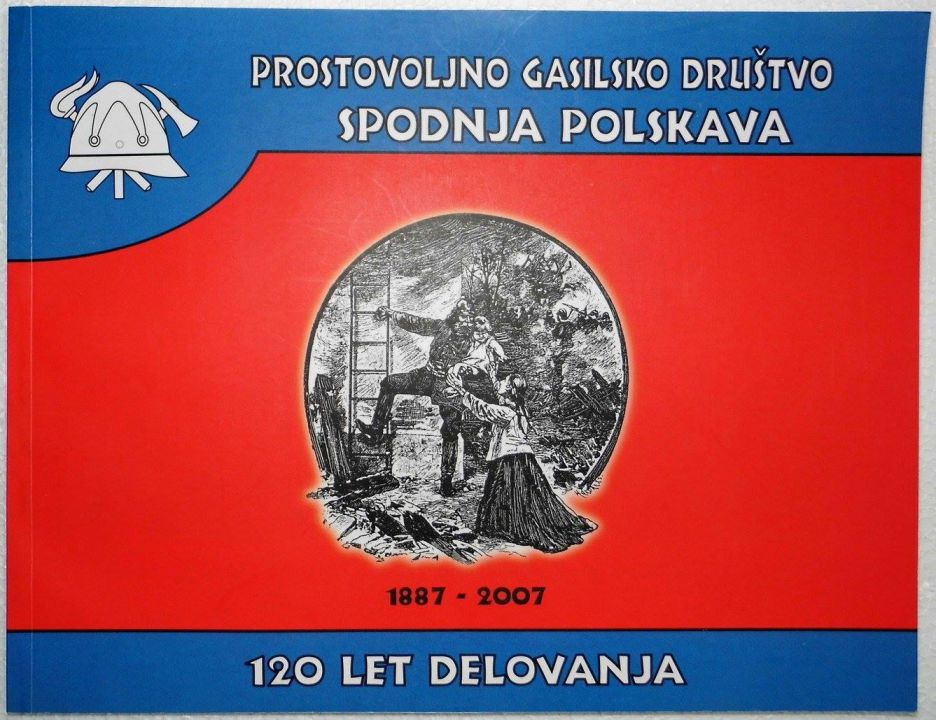 PROSTOVOLJNO GASILSKO DRUŠTVO
SPODNJA POLSKAVA
1887 - 2007
120 LET DELOVANJA